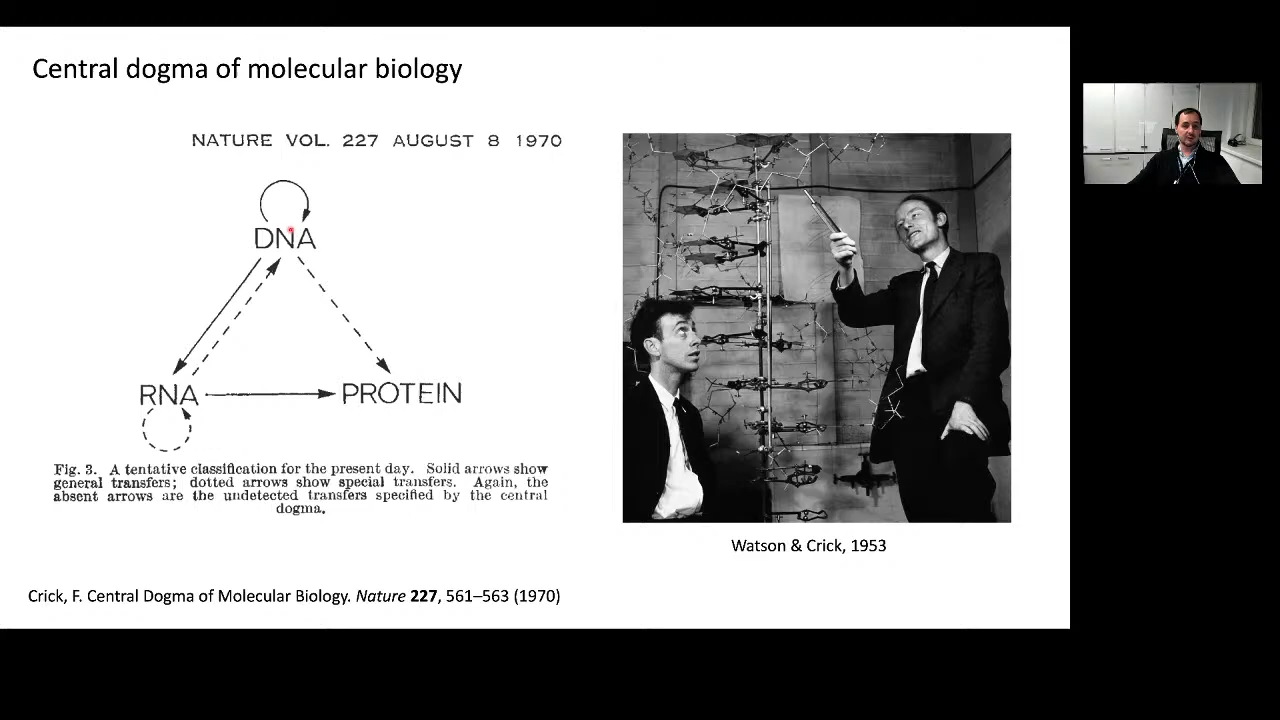 Central dogma of molecular biology
NATURE VOL. 227 AUGUST 8 1970
DNA
RNA
PROTEIN
Fig. 3. A tentative classification for the present day. Solid arrows show
general transfers; dotted arrows show special transfers. Again, the
absent arrows are the undetected transfers specified by the central
dogma.
Watson & Crick, 1953
Crick, F. Central Dogma of Molecular Biology. Nature 227, 561–563 (1970)